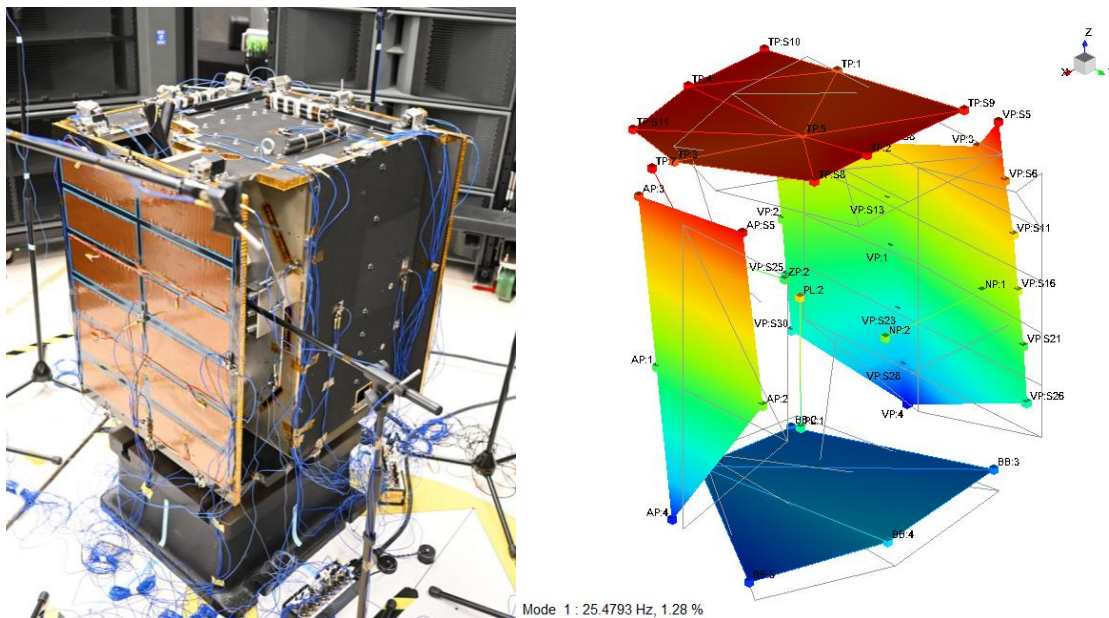 TP:S10
TP:1
Z
X
TP:4
TP:S9
VP:S5
TP:S11
TP:5
VP:3
TP:3
TP:2
TP:7
TP:S8
VP:S6
AP:3
VP:S13
VP:2
AP:S5
VP:S11
VP:1
VP:S25
ZP:2
NP:1
VP:S16
PL:2
VP:S23
VP:S30
NP:2
VP:S21
AP:1
VP:S28
AP:2
VP:S26
VP:4
BB:3
AP:4
BB:4
Mode 1 : 25.4793 Hz, 1.28 %